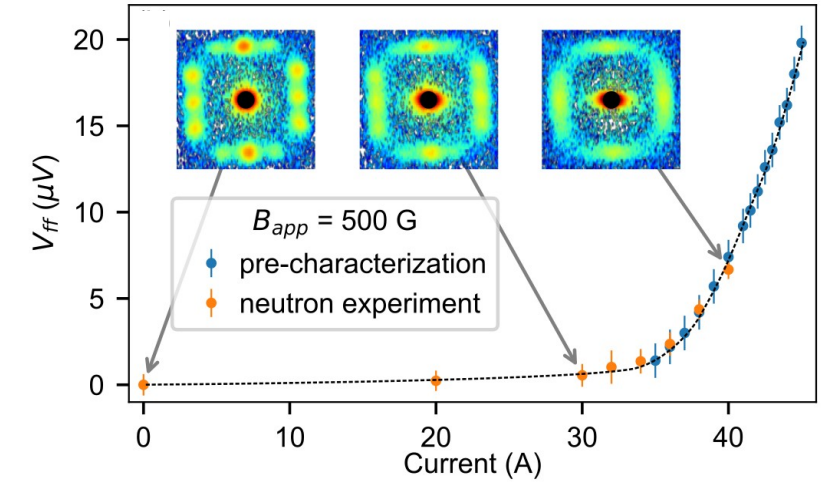 20
15
10
5
0
V_ff (μV)
B_app = 500 G
pre-characterization
neutron experiment
0 10 20 30 40
Current (A)